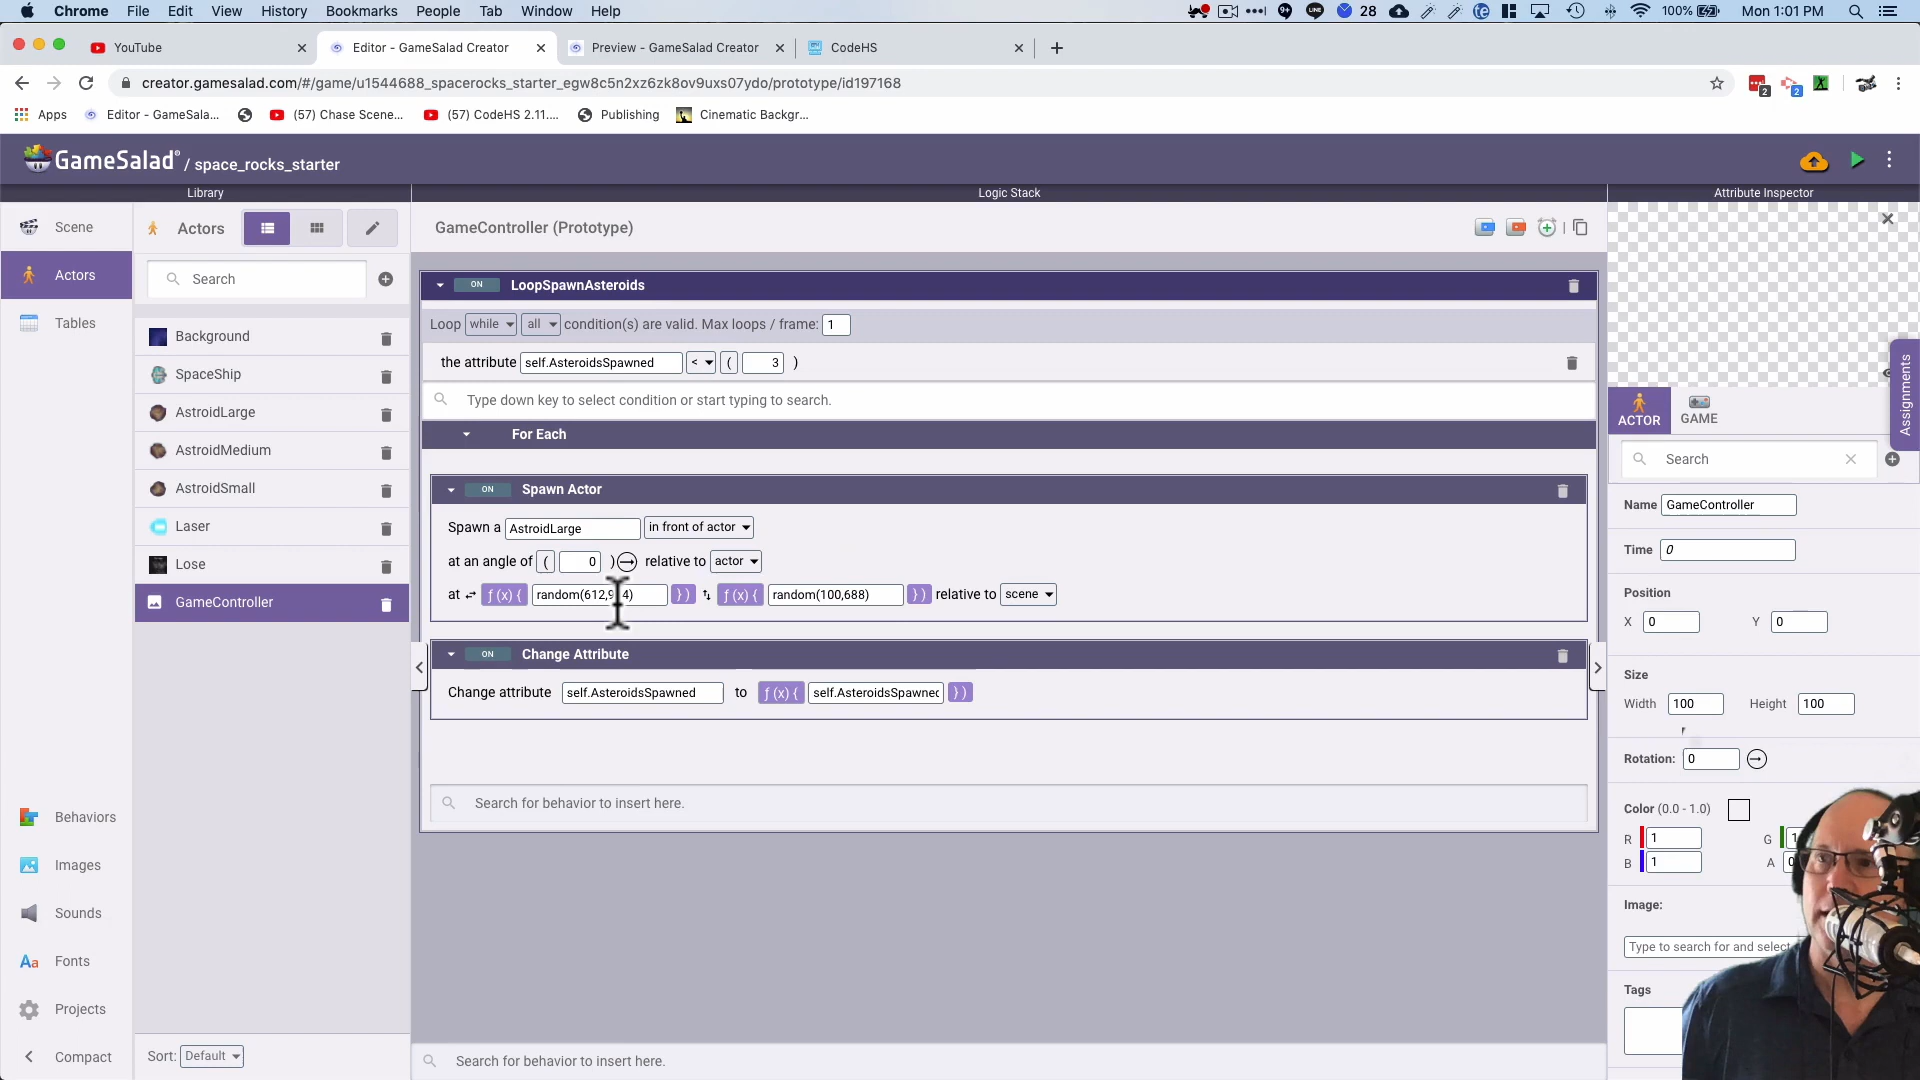 Chrome File Edit View History Bookmarks People Tab Window Help 28 100% Mon 1:01 PM
YouTube Editor - GameSalad Creator Preview - GameSalad Creator CodeHS
creator.gamesalad.com/#/game/u1544688_spacerocks_starter_egw8c5n2xz6zk8ov9uxs07ydo/prototype/id197168 2 2
Apps Editor - GameSala... (57) Chase Scene... (57) CodeHS 2.11.... Publishing Cinematic Backgr...
GameSalad / space_rocks_starter
Library Logic Stack Attribute Inspector
Scene
Actors
Tables
Behaviors
Images
Sounds
Fonts
Projects
Compact
Actors
Search
Background
SpaceShip
AstroidLarge
AstroidMedium
AstroidSmall
Laser
Lose
GameController
Sort: Default
GameController (Prototype)
ON LoopSpawnAsteroids
Loop while all condition(s) are valid. Max loops / frame: 1
the attribute self.AsteroidsSpawned < ( 3 )
Type down key to select condition or start typing to search.
For Each
ON Spawn Actor
Spawn a AstroidLarge in front of actor
at an angle of ( 0 ) relative to actor
at ƒ(x){ }) ƒ(x){ random(100,688) }) relative to scene
ON Change Attribute
Change attribute self.AsteroidsSpawned to ƒ(x){ self.AsteroidsSpawned })
Search for behavior to insert here.
Search for behavior to insert here.
Assignments
ACTOR GAME
Search
Name GameController
Time 0
Position
X 0 Y 0
Size
Width 100 Height 100
Rotation: 0
Color (0.0 - 1.0)
R 1 G 1
B 1 A
Image:
Type to search for and select
Tags